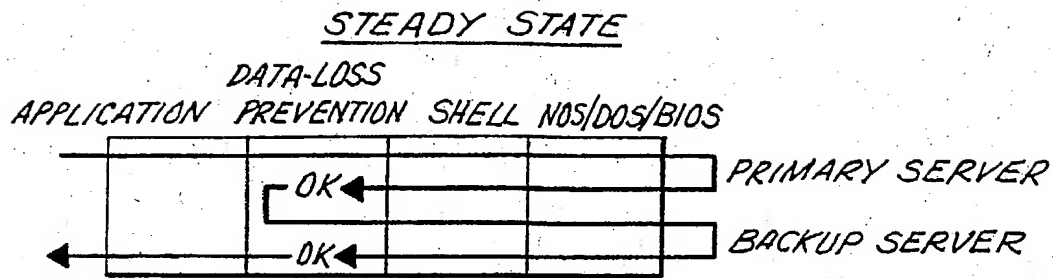 STEADY STATE
DATA-LOSS
APPLICATION PREVENTION SHELL NOS/DOS/BIOS
PRIMARY SERVER
OK
BACKUP SERVER
OK